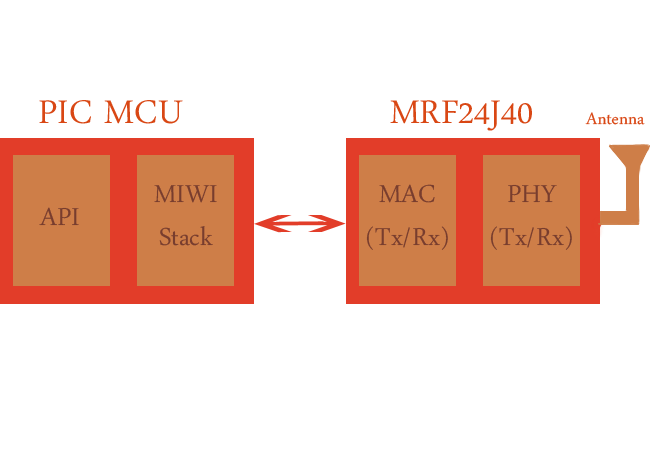 PIC MCU
MRF24J40
Antenna
API
MIWI
Stack
MAC
(Tx/Rx)
PHY
(Tx/Rx)